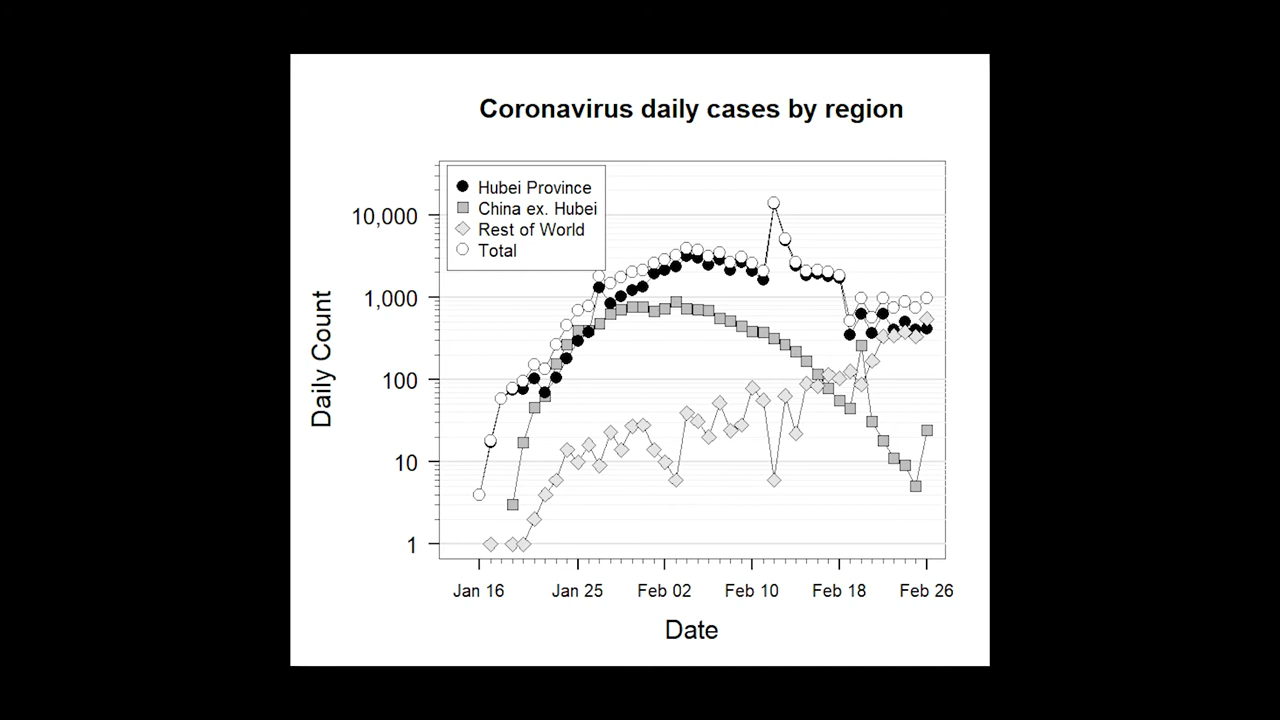 Coronavirus daily cases by region
Hubei Province
China ex. Hubei
Rest of World
Total
10,000
1,000
100
10
1
Daily Count
Jan 16 Jan 25 Feb 02 Feb 10 Feb 18 Feb 26
Date